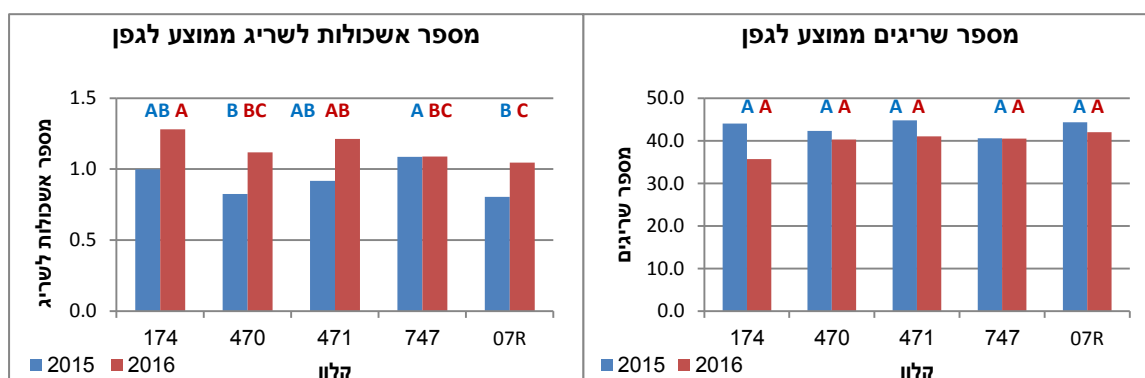 מספר שריגים ממוצע לגפן
A A A A A A A A A A
50.0
40.0
30.0
20.0
10.0
0.0
מספר שריגים
174 470 471 747 07R
קלון
2015 2016
מספר אשכולות לשריג ממוצע לגפן
AB A B BC AB AB A BC B C
1.5
1.0
0.5
0.0
מספר אשכולות לשריג
174 470 471 747 07R
קלון
2015 2016